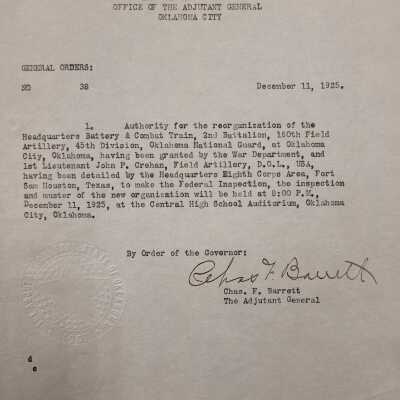 OFFICE OF THE ADJUTANT GENERAL
OKLAHOMA CITY
GENERAL ORDERS:
NO 38 December 11, 1925.
1. Authority for the reorganization of the
Headquarters Battery & Combat Train, 2nd Battalion, 160th Field
Artillery, 45th Division, Oklahoma National Guard, at Oklahoma
City, Oklahoma, having been granted by the War Department, and
1st Lieutenant John P. Crehan, Field Artillery, D.O.L., USA,
having been detailed by the Headquarters Eighth Corps Area, Fort
Sam Houston, Texas, to make the Federal Inspection, the inspection
and muster of the new organization will be held at 8:00 P.M.,
December 11, 1925, at the Central High School Auditorium, Oklahoma
City, Oklahoma.
By Order of the Governor:
Chas F. Barrett
Chas. F. Barrett
The Adjutant General
d
c